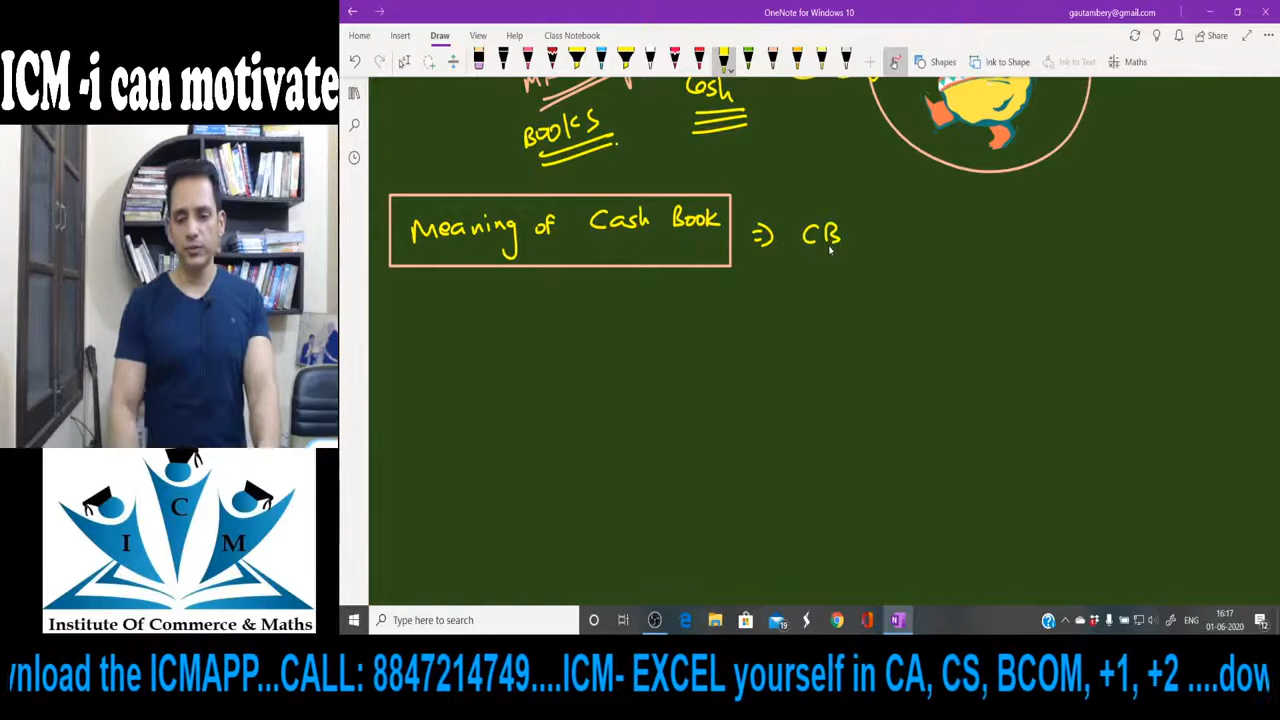 ICM -i can motivate
OneNote for Windows 10
gautambery@gmail.com
Home Insert Draw View Help Class Notebook
Share
Shapes
Ink to Shape
Ink to Text
Maths
Cash
BOOKS
Meaning of Cash Book ⇒ CB
I C M
Institute Of Commerce & Maths
Type here to search
19
ENG
16:17
01-06-2020
12
wnload the ICMAPP...CALL: 8847214749....ICM- EXCEL yourself in CA, CS, BCOM, +1, +2 ....dow